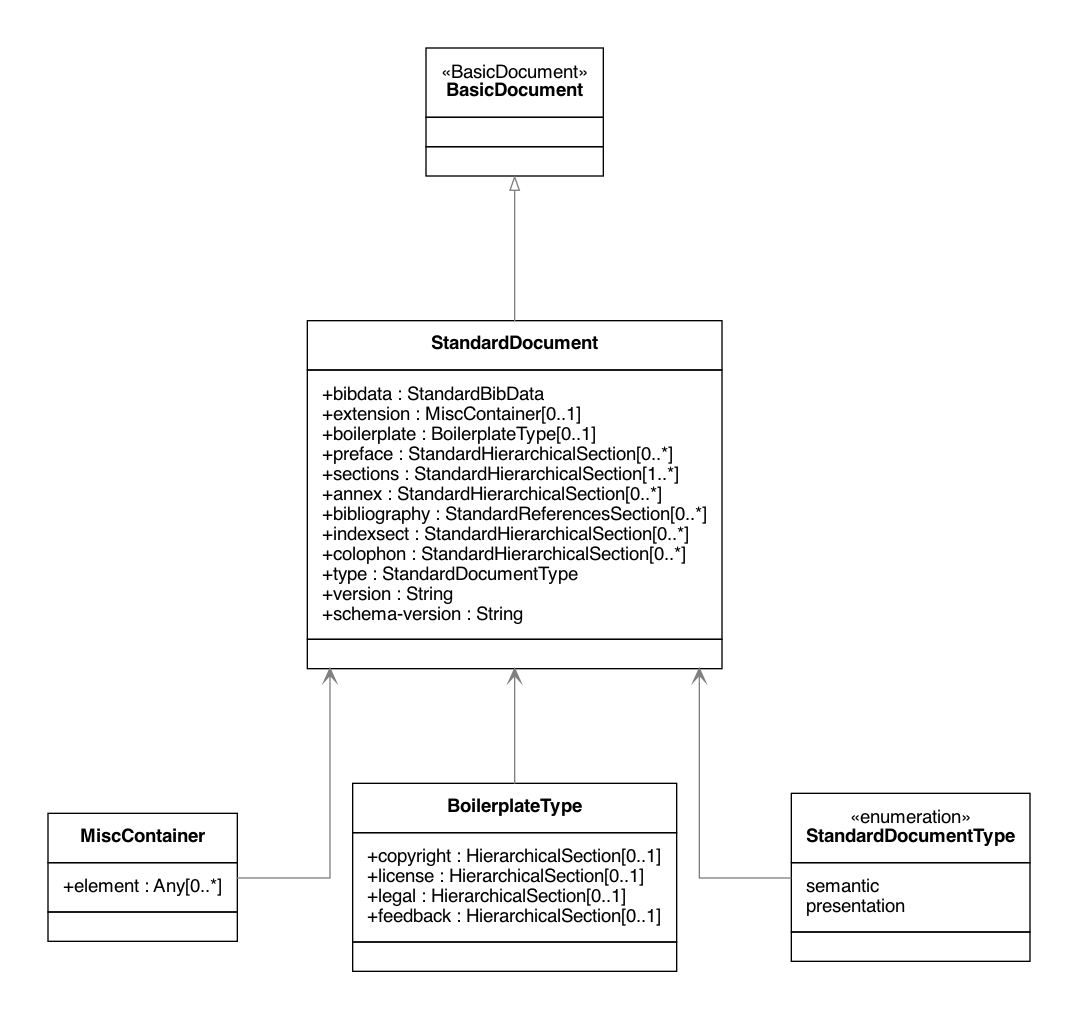 «BasicDocument»
BasicDocument
StandardDocument
+bibdata : StandardBibData
+extension : MiscContainer[0..1]
+boilerplate : BoilerplateType[0..1]
+preface : StandardHierarchicalSection[0..*]
+sections : StandardHierarchicalSection[1..*]
+annex : StandardHierarchicalSection[0..*]
+bibliography : StandardReferencesSection[0..*]
+indexsect : StandardHierarchicalSection[0..*]
+colophon : StandardHierarchicalSection[0..*]
+type : StandardDocumentType
+version : String
+schema-version : String
MiscContainer
+element : Any[0..*]
BoilerplateType
+copyright : HierarchicalSection[0..1]
+license : HierarchicalSection[0..1]
+legal : HierarchicalSection[0..1]
+feedback : HierarchicalSection[0..1]
«enumeration»
StandardDocumentType
semantic
presentation